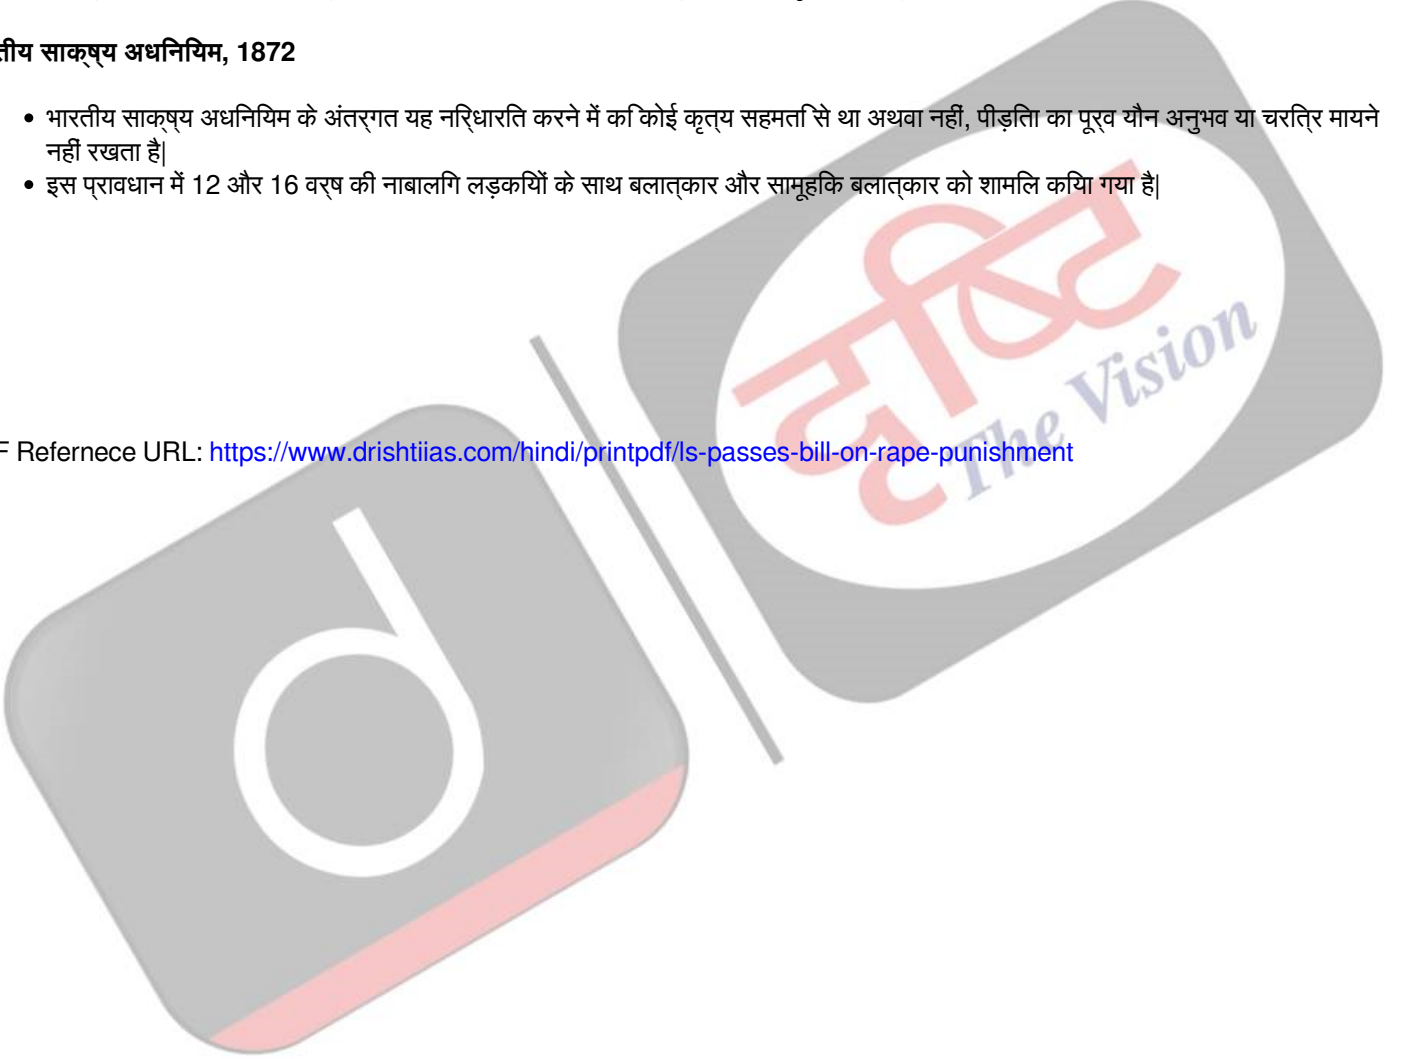 तीय साक्ष्य अधिनियिम, 1872
• भारतीय साक्ष्य अधिनियिम के अंतर्गत यह निर्धारित करने में कि कोई कृत्य सहमति से था अथवा नहीं, पीड़िता का पूर्व यौन अनुभव या चरित्र मायने
नहीं रखता है|
• इस प्रावधान में 12 और 16 वर्ष की नाबालिग लड़कियों के साथ बलात्कार और सामूहिक बलात्कार को शामिल किया गया है|
दृष्टि
The Vision
F Refernece URL: https://www.drishtiias.com/hindi/printpdf/ls-passes-bill-on-rape-punishment
d